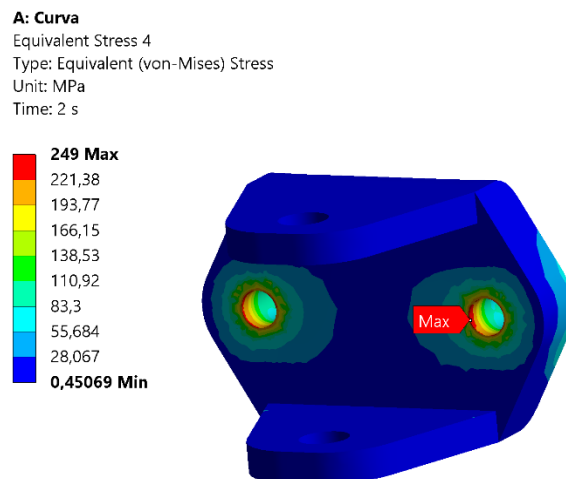 A: Curva
Equivalent Stress 4
Type: Equivalent (von-Mises) Stress
Unit: MPa
Time: 2 s
249 Max
221,38
193,77
166,15
138,53
110,92
83,3
55,684
28,067
0,45069 Min
Max